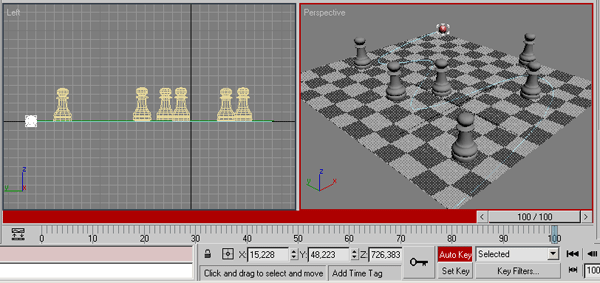 Left
Perspective
z
y
z
x
y
< 100 / 100 >
0 10 20 30 40 50 60 70 80 90 100
X: 15,228 Y: 48,223 Z: 726,383 Auto Key Selected
Click and drag to select and move Add Time Tag Set Key Key Filters... 100